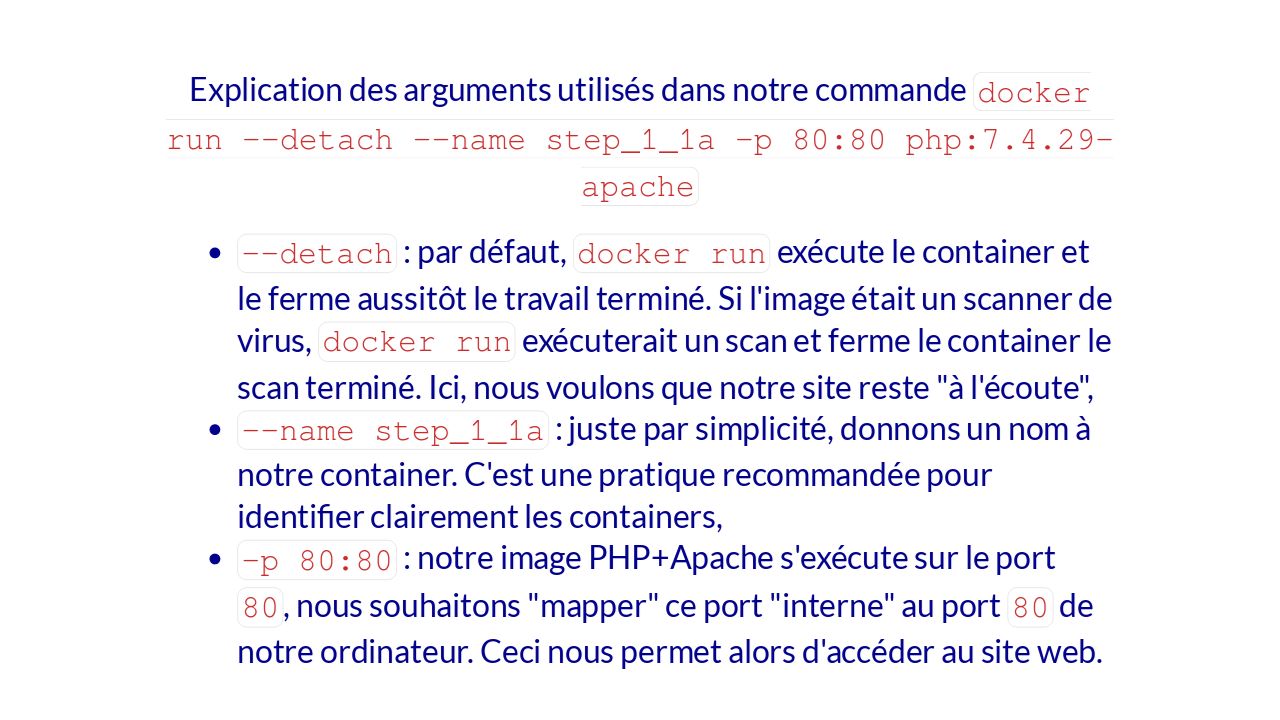 Explication des arguments utilisés dans notre commande docker
run --detach --name step_1_1a -p 80:80 php:7.4.29-
apache
• --detach : par défaut, docker run exécute le container et
le ferme aussitôt le travail terminé. Si l'image était un scanner de
virus, docker run exécuterait un scan et ferme le container le
scan terminé. Ici, nous voulons que notre site reste "à l'écoute",
• --name step_1_1a : juste par simplicité, donnons un nom à
notre container. C'est une pratique recommandée pour
identifier clairement les containers,
• -p 80:80 : notre image PHP+Apache s'exécute sur le port
80, nous souhaitons "mapper" ce port "interne" au port 80 de
notre ordinateur. Ceci nous permet alors d'accéder au site web.